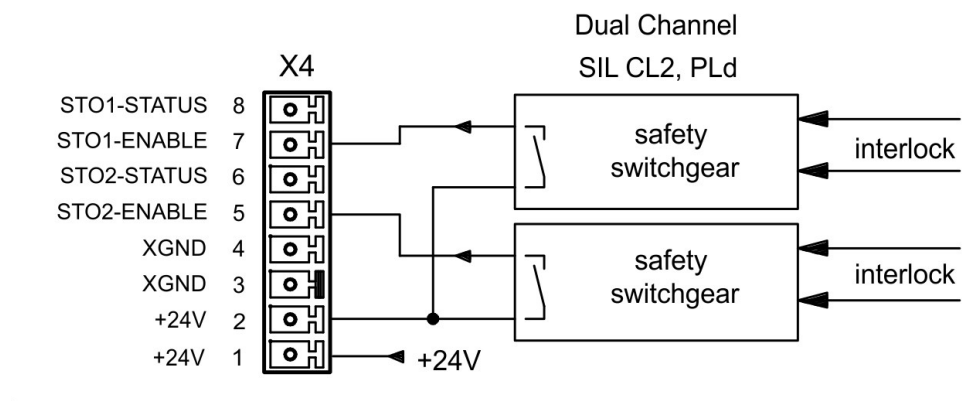 Dual Channel
SIL CL2, PLd
X4
STO1-STATUS 8
STO1-ENABLE 7
STO2-STATUS 6
STO2-ENABLE 5
XGND 4
XGND 3
+24V 2
+24V 1
+24V
safety
switchgear
interlock
safety
switchgear
interlock